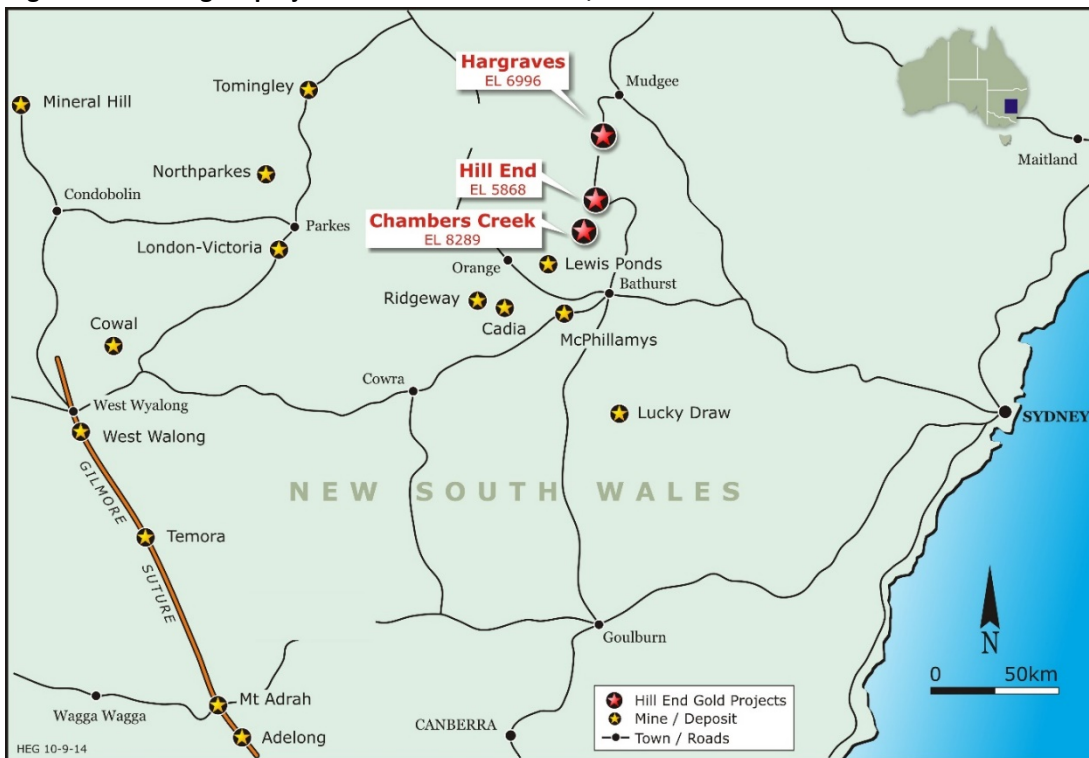 Hargraves
EL 6996
Mudgee
Tomingley
Mineral Hill
Maitland
Hill End
EL 5868
Northparkes
Condobolin
Chambers Creek
EL 8289
Parkes
London-Victoria
Orange
Lewis Ponds
Bathurst
Ridgeway
Cadia
McPhillamys
Cowal
Cowra
West Wyalong
Lucky Draw
SYDNEY
West Walong
GILMORE
SUTURE
NEW SOUTH WALES
Temora
Goulburn
N
0 50km
Mt Adrah
Wagga Wagga
CANBERRA
Adelong
Hill End Gold Projects
Mine / Deposit
Town / Roads
HEG 10-9-14